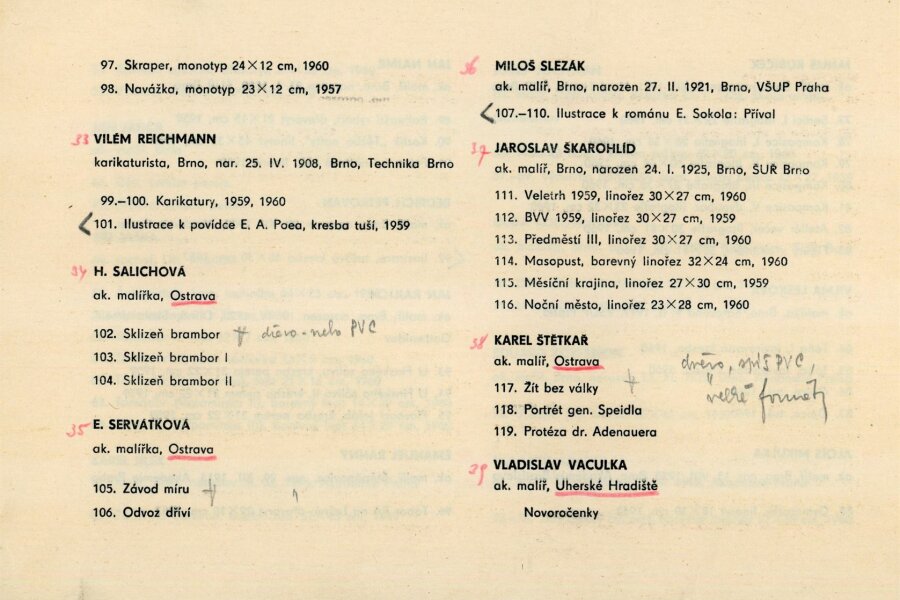 97. Skraper, monotyp 24×12 cm, 1960
98. Navážka, monotyp 23×12 cm, 1957
33 VILÉM REICHMANN
karikaturista, Brno, nar. 25. IV. 1908, Brno, Technika Brno
99.—100. Karikatury, 1959, 1960
101. Ilustrace k povídce E. A. Poea, kresba tuší, 1959
34 H. SALICHOVÁ
ak. malířka, Ostrava
102. Sklizeň brambor dřevo-nebo PVC
103. Sklizeň brambor I
104. Sklizeň brambor II
35 E. SERVÁTKOVÁ
ak. malířka, Ostrava
105. Závod míru
106. Odvoz dříví
36 MILOŠ SLEZÁK
ak. malíř, Brno, narozen 27. II. 1921, Brno, VŠUP Praha
107.—110. Ilustrace k románu E. Sokola: Příval
37 JAROSLAV ŠKAROHLÍD
ak. malíř, Brno, narozen 24. I. 1925, Brno, ŠUŘ Brno
111. Veletrh 1959, linořez 30×27 cm, 1960
112. BVV 1959, linořez 30×27 cm, 1959
113. Předměstí III, linořez 30×27 cm, 1960
114. Masopust, barevný linořez 32×24 cm, 1960
115. Měsíční krajina, linořez 27×30 cm, 1959
116. Noční město, linořez 23×28 cm, 1960
38 KAREL ŠTĚTKAŘ
ak. malíř, Ostrava
dřevo, spíš PVC,
117. Žít bez války
velké formáty
118. Portrét gen. Speidla
119. Protéza dr. Adenauera
39 VLADISLAV VACULKA
ak. malíř, Uherské Hradiště
Novoročenky